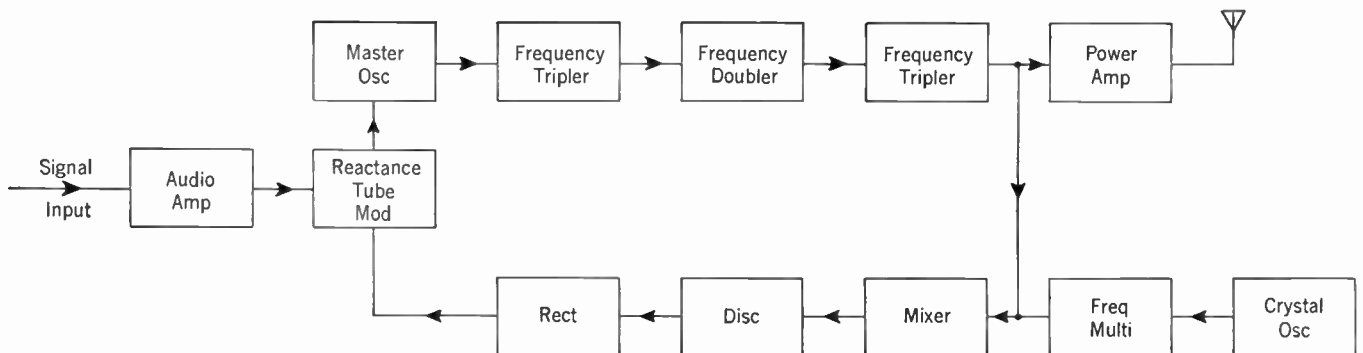 Master
Osc
Frequency
Tripler
Frequency
Doubler
Frequency
Tripler
Power
Amp
Signal
Input
Audio
Amp
Reactance
Tube
Mod
Rect
Disc
Mixer
Freq
Multi
Crystal
Osc